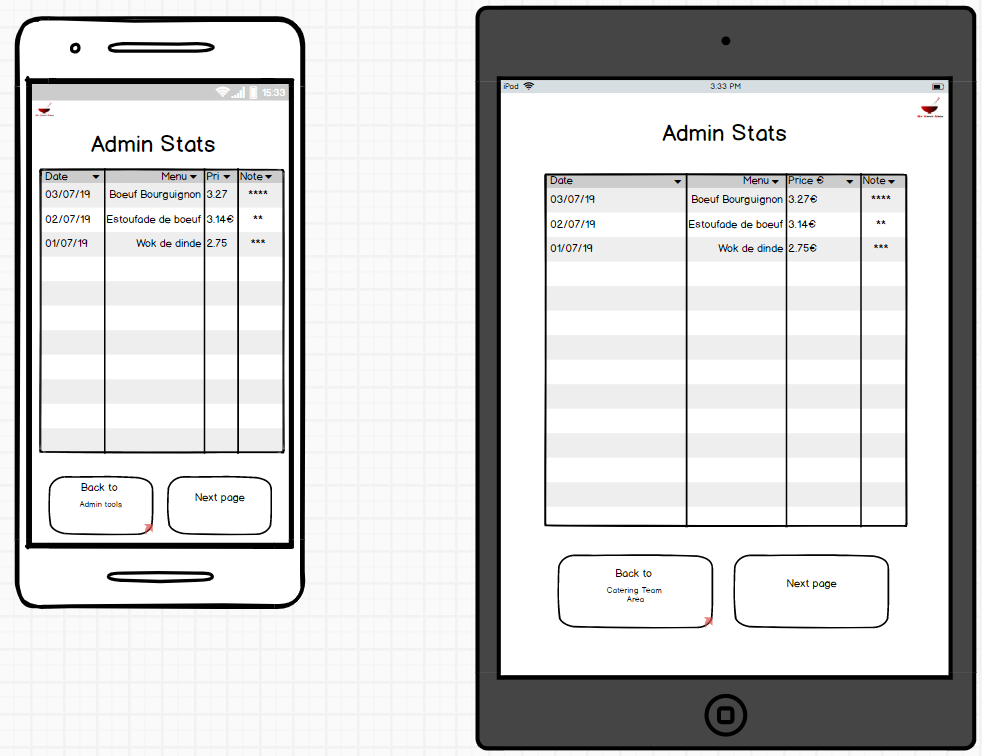 15:33
Admin Stats
Date Menu Pri Note
03/07/19 Boeuf Bourguignon 3.27 ****
02/07/19 Estoufade de boeuf 3.14€ **
01/07/19 Wok de dinde 2.75 ***
Back to
Admin tools
Next page
iPod 3:33 PM
Admin Stats
Date Menu Price € Note
03/07/19 Boeuf Bourguignon 3.27€ ****
02/07/19 Estoufade de boeuf 3.14€ **
01/07/19 Wok de dinde 2.75€ ***
Back to
Catering Team
Area
Next page